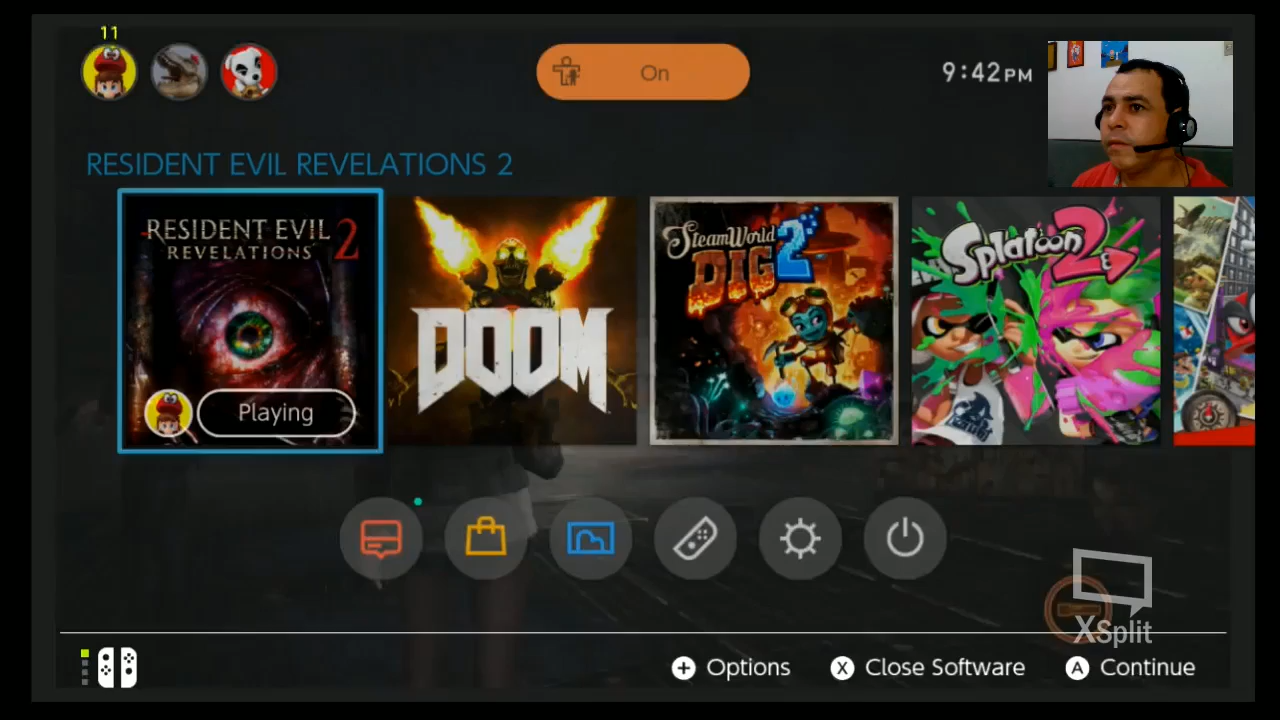 11
On
9:42PM
RESIDENT EVIL REVELATIONS 2
RESIDENT EVIL
REVELATIONS 2
Playing
DOOM
SteamWorld
DIG 2
Splatoon 2
XSplit
+ Options
X Close Software
A Continue